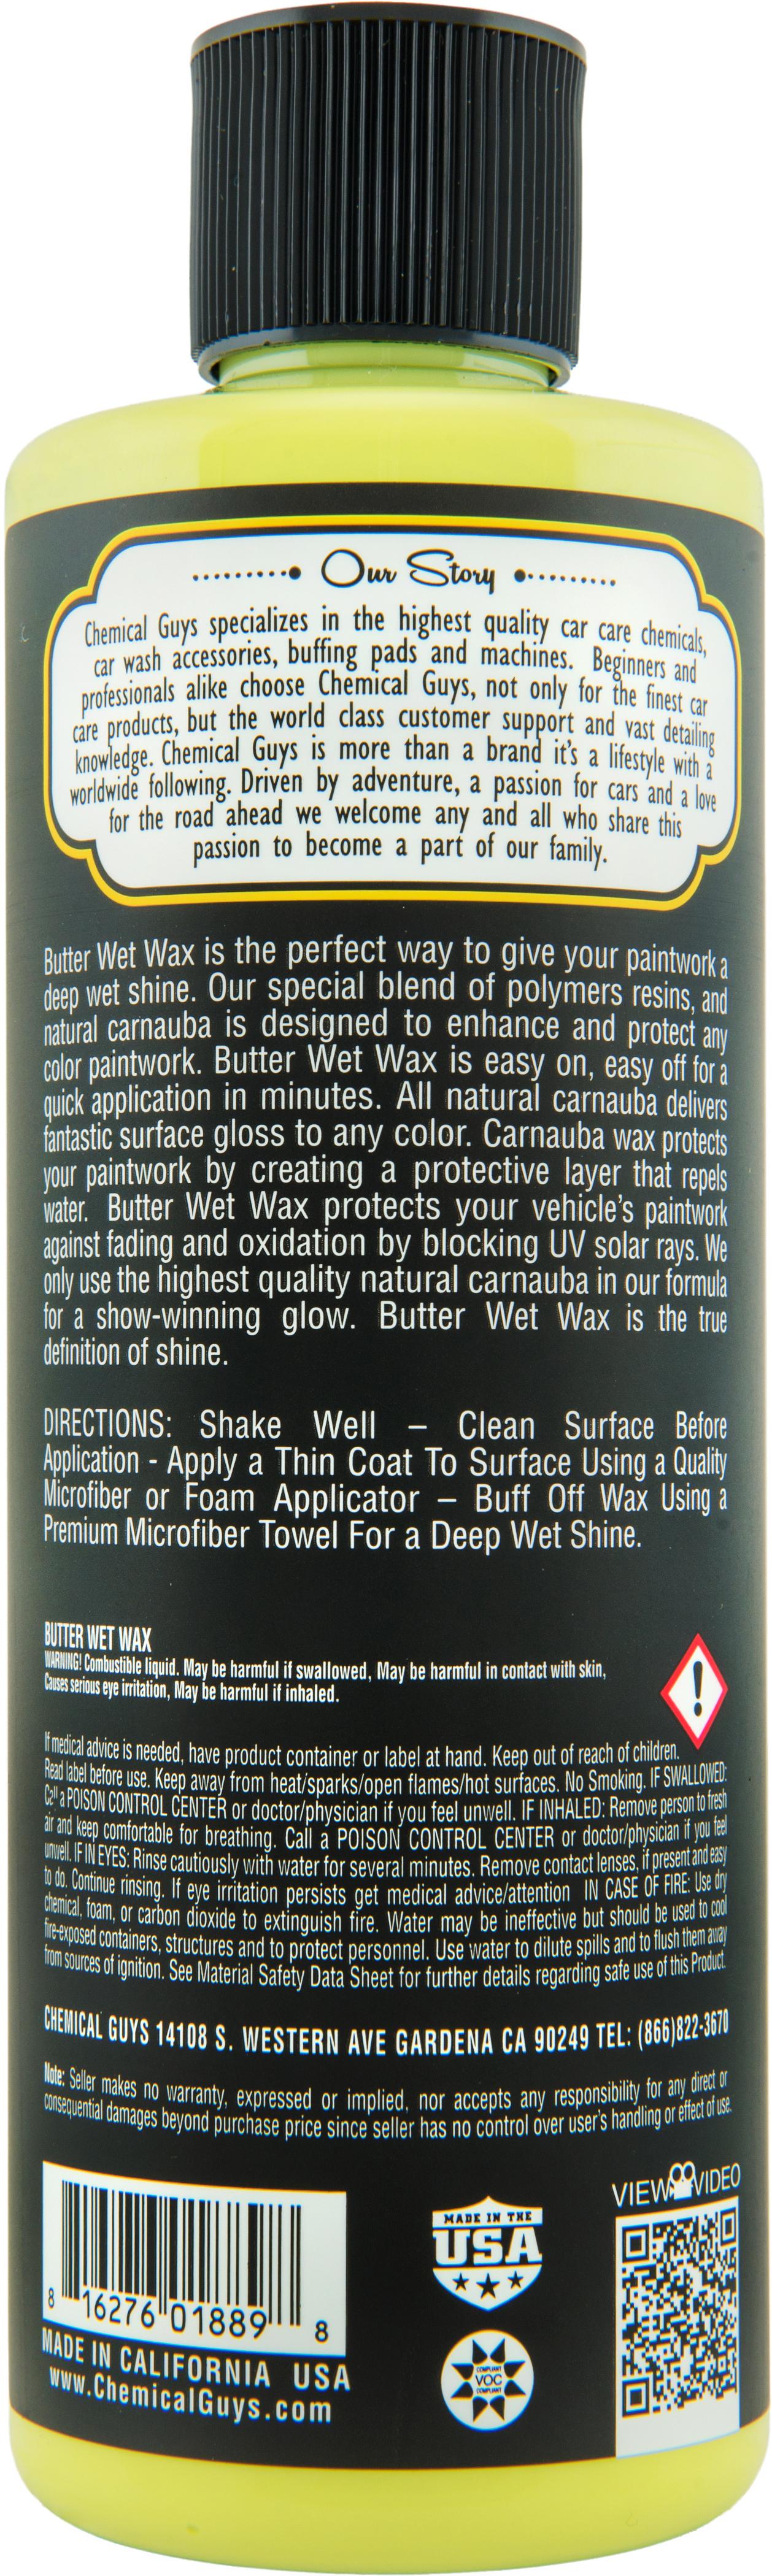 Our Story
Chemical Guys specializes in the highest quality car care chemicals,
car wash accessories, buffing pads and machines. Beginners and
professionals alike choose Chemical Guys, not only for the finest car
care products, but the world class customer support and vast detailing
knowledge. Chemical Guys is more than a brand it's a lifestyle with a
worldwide following. Driven by adventure, a passion for cars and a love
for the road ahead we welcome any and all who share this
passion to become a part of our family.
Butter Wet Wax is the perfect way to give your paintwork a
deep wet shine. Our special blend of polymers resins, and
natural carnauba is designed to enhance and protect any
color paintwork. Butter Wet Wax is easy on, easy off for a
quick application in minutes. All natural carnauba delivers
fantastic surface gloss to any color. Carnauba wax protects
your paintwork by creating a protective layer that repels
water. Butter Wet Wax protects your vehicle's paintwork
against fading and oxidation by blocking UV solar rays. We
only use the highest quality natural carnauba in our formula
for a show-winning glow. Butter Wet Wax is the true
definition of shine.
DIRECTIONS: Shake Well – Clean Surface Before
Application - Apply a Thin Coat To Surface Using a Quality
Microfiber or Foam Applicator – Buff Off Wax Using a
Premium Microfiber Towel For a Deep Wet Shine.
BUTTER WET WAX
WARNING! Combustible liquid. May be harmful if swallowed, May be harmful in contact with skin,
Causes serious eye irritation, May be harmful if inhaled.
If medical advice is needed, have product container or label at hand. Keep out of reach of children.
Read label before use. Keep away from heat/sparks/open flames/hot surfaces. No Smoking. IF SWALLOWED:
Call a POISON CONTROL CENTER or doctor/physician if you feel unwell. IF INHALED: Remove person to fresh
air and keep comfortable for breathing. Call a POISON CONTROL CENTER or doctor/physician if you feel
unwell. IF IN EYES: Rinse cautiously with water for several minutes. Remove contact lenses, if present and easy
to do. Continue rinsing. If eye irritation persists get medical advice/attention IN CASE OF FIRE: Use dry
chemical, foam, or carbon dioxide to extinguish fire. Water may be ineffective but should be used to cool
fire-exposed containers, structures and to protect personnel. Use water to dilute spills and to flush them away
from sources of ignition. See Material Safety Data Sheet for further details regarding safe use of this Product.
CHEMICAL GUYS 14108 S. WESTERN AVE GARDENA CA 90249 TEL: (866)822-3670
Note: Seller makes no warranty, expressed or implied, nor accepts any responsibility for any direct or
consequential damages beyond purchase price since seller has no control over user's handling or effect of use.
VIEW VIDEO
MADE IN THE
USA
8 16276 01889 8
MADE IN CALIFORNIA USA
www.ChemicalGuys.com
COMPLIANT
VOC
COMPLIANT